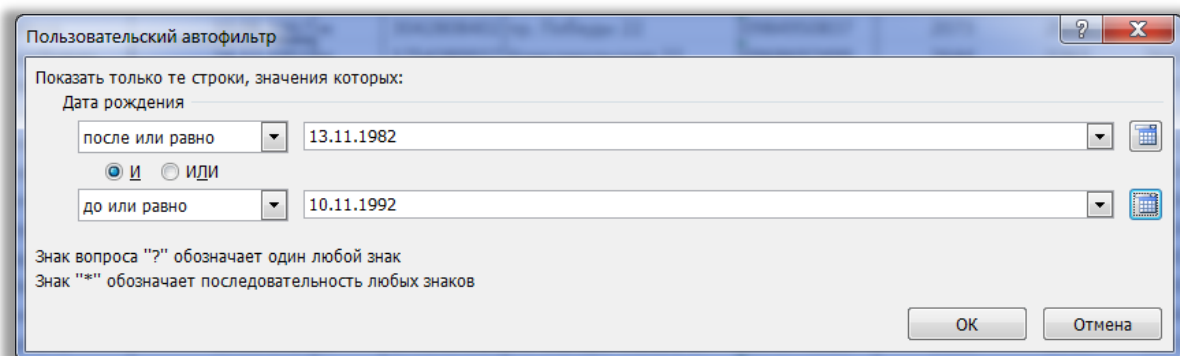 Пользовательский автофильтр
Показать только те строки, значения которых:
Дата рождения
после или равно 13.11.1982
И ИЛИ
до или равно 10.11.1992
Знак вопроса "?" обозначает один любой знак
Знак "*" обозначает последовательность любых знаков
ОК Отмена